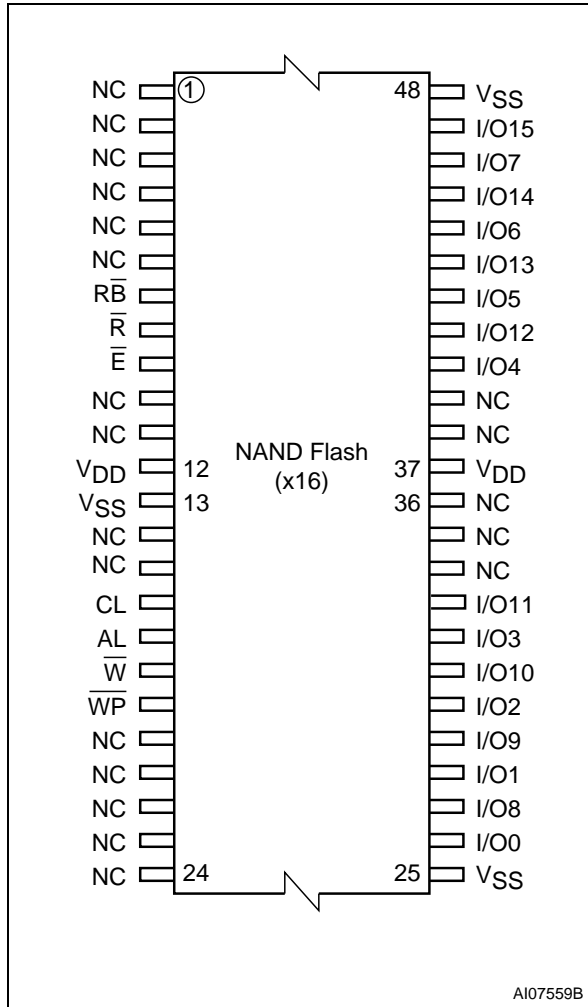 NC 1 48 VSS
NC I/O15
NC I/O7
NC I/O14
NC I/O6
NC I/O13
RB̅ I/O5
R̅ I/O12
E̅ I/O4
NC NC
NC NC
VDD 12 NAND Flash 37 VDD
VSS 13 (x16) 36 NC
NC NC
NC NC
CL I/O11
AL I/O3
W̅ I/O10
W̅P̅ I/O2
NC I/O9
NC I/O1
NC I/O8
NC I/O0
NC 24 25 VSS
AI07559B